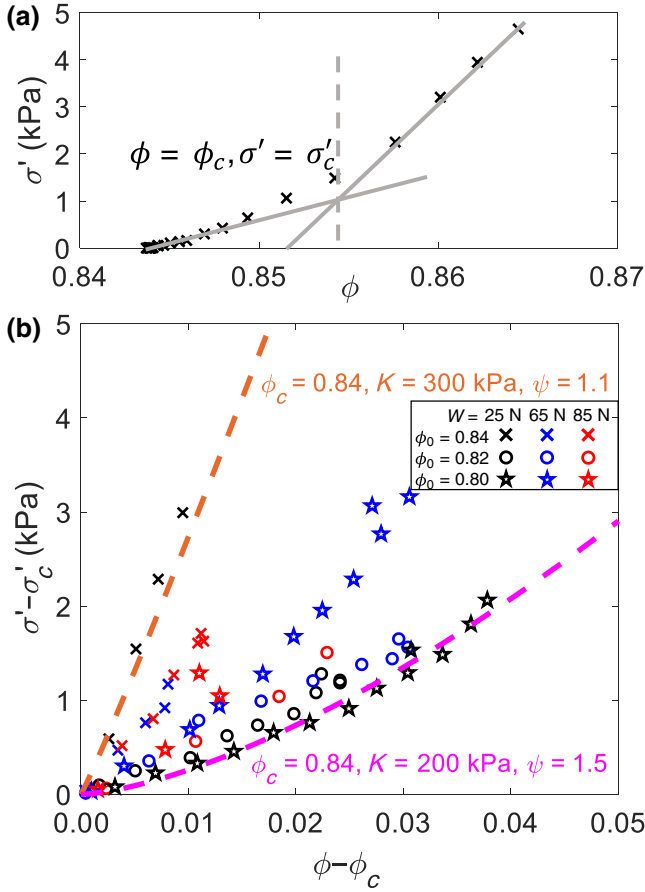 (a)
5
4
3
2
1
0
σ' (kPa)
ϕ = ϕc, σ' = σ'c
0.84 0.85 0.86 0.87
ϕ
(b)
5
4
3
2
1
0
σ'−σc' (kPa)
ϕc = 0.84, K = 300 kPa, ψ = 1.1
W = 25 N 65 N 85 N
ϕ0 = 0.84
ϕ0 = 0.82
ϕ0 = 0.80
ϕc = 0.84, K = 200 kPa, ψ = 1.5
0.00 0.01 0.02 0.03 0.04 0.05
ϕ−ϕc